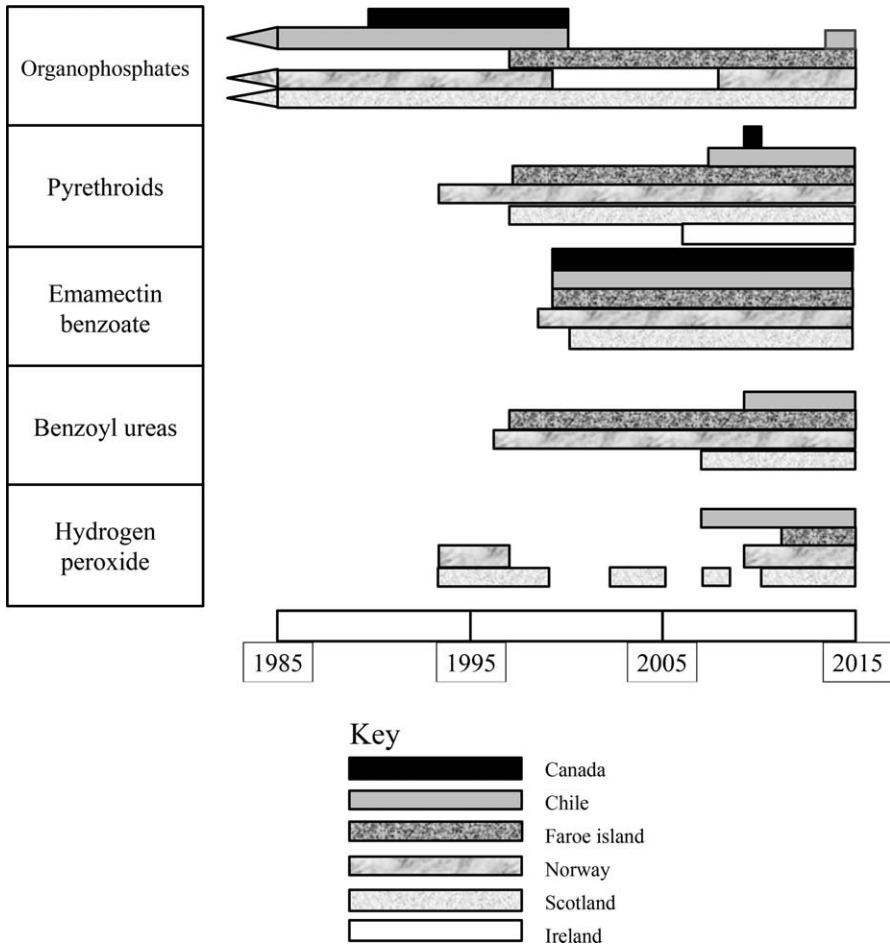 Organophosphates
Pyrethroids
Emamectin
benzoate
Benzoyl ureas
Hydrogen
peroxide
1985
1995
2005
2015
Key
Canada
Chile
Faroe island
Norway
Scotland
Ireland